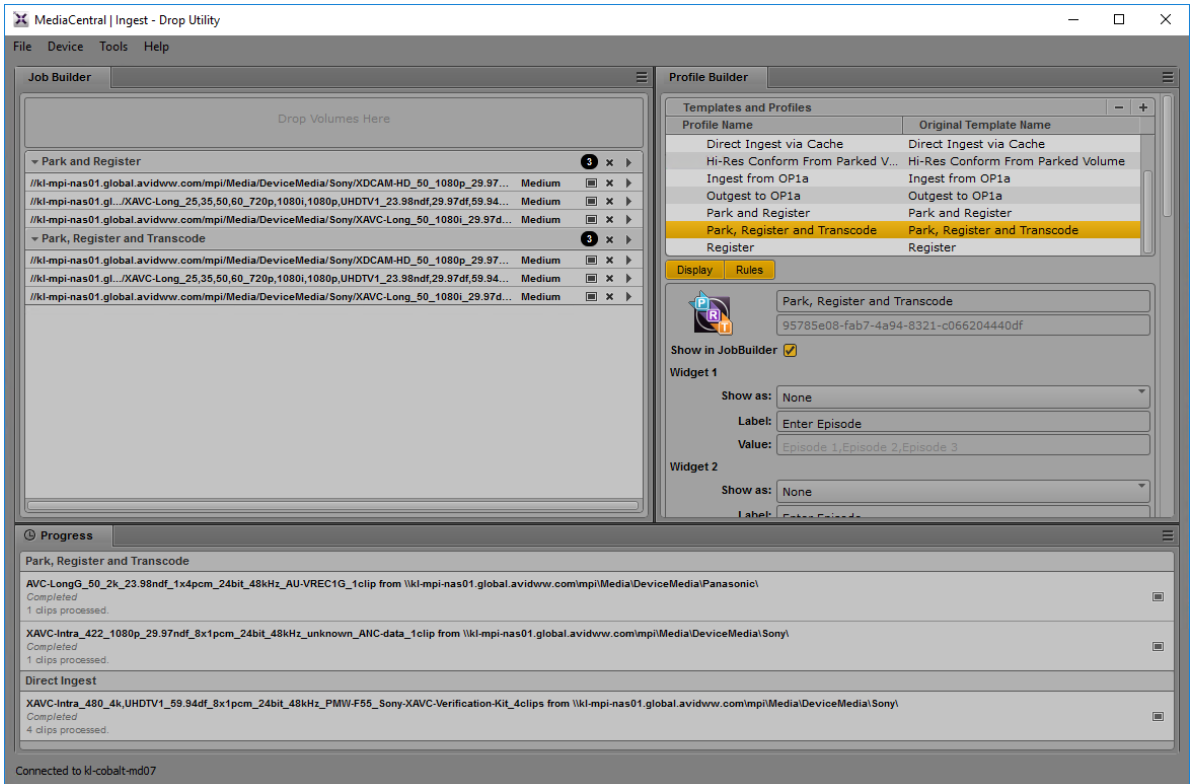 MediaCentral | Ingest - Drop Utility
File Device Tools Help
Job Builder
Drop Volumes Here
Park and Register 3
//kl-mpi-nas01.global.avidww.com/mpi/Media/DeviceMedia/Sony/XDCAM-HD_50_1080p_29.97... Medium
//kl-mpi-nas01.gl.../XAVC-Long_25,35,50,60_720p,1080i,1080p,UHDTV1_23.98ndf,29.97df,59.94... Medium
//kl-mpi-nas01.global.avidww.com/mpi/Media/DeviceMedia/Sony/XAVC-Long_50_1080i_29.97d... Medium
Park, Register and Transcode 3
//kl-mpi-nas01.global.avidww.com/mpi/Media/DeviceMedia/Sony/XDCAM-HD_50_1080p_29.97... Medium
//kl-mpi-nas01.gl.../XAVC-Long_25,35,50,60_720p,1080i,1080p,UHDTV1_23.98ndf,29.97df,59.94... Medium
//kl-mpi-nas01.global.avidww.com/mpi/Media/DeviceMedia/Sony/XAVC-Long_50_1080i_29.97d... Medium
Profile Builder
Templates and Profiles
Profile Name Original Template Name
Direct Ingest via Cache Direct Ingest via Cache
Hi-Res Conform From Parked V... Hi-Res Conform From Parked Volume
Ingest from OP1a Ingest from OP1a
Outgest to OP1a Outgest to OP1a
Park and Register Park and Register
Park, Register and Transcode Park, Register and Transcode
Register Register
Display Rules
P R T
Park, Register and Transcode
95785e08-fab7-4a94-8321-c066204440df
Show in JobBuilder
Widget 1
Show as: None
Label: Enter Episode
Value: Episode 1,Episode 2,Episode 3
Widget 2
Show as: None
Label: Enter Episode
Progress
Park, Register and Transcode
AVC-LongG_50_2k_23.98ndf_1x4pcm_24bit_48kHz_AU-VREC1G_1clip from \\kl-mpi-nas01.global.avidww.com\mpi\Media\DeviceMedia\Panasonic\
Completed
1 clips processed.
XAVC-Intra_422_1080p_29.97ndf_8x1pcm_24bit_48kHz_unknown_ANC-data_1clip from \\kl-mpi-nas01.global.avidww.com\mpi\Media\DeviceMedia\Sony\
Completed
1 clips processed.
Direct Ingest
XAVC-Intra_480_4k,UHDTV1_59.94df_8x1pcm_24bit_48kHz_PMW-F55_Sony-XAVC-Verification-Kit_4clips from \\kl-mpi-nas01.global.avidww.com\mpi\Media\DeviceMedia\Sony\
Completed
4 clips processed.
Connected to kl-cobalt-md07